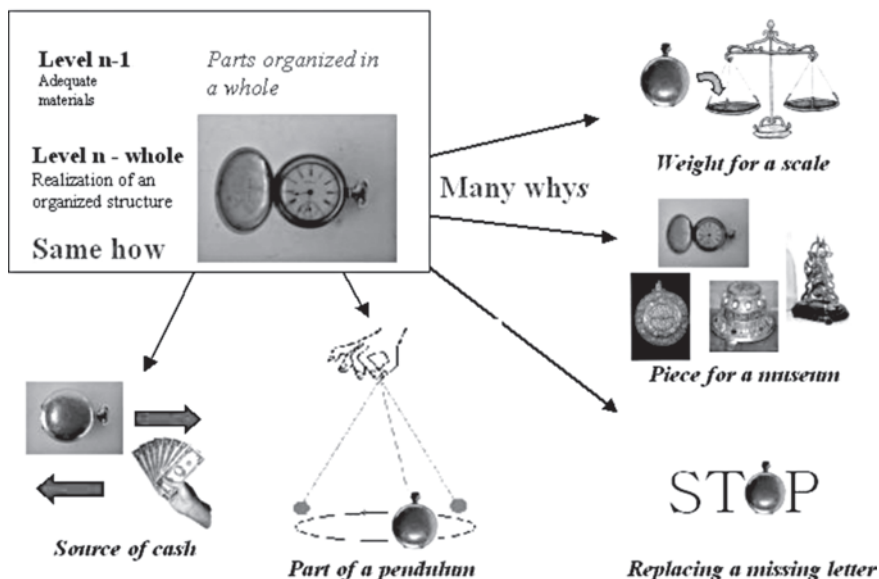 Level n-1
Adequate
materials
Parts organized in
a whole
Level n - whole
Realization of an
organized structure
Same how
Many whys
Weight for a scale
Piece for a museum
Source of cash
Part of a pendulum
ST P
Replacing a missing letter